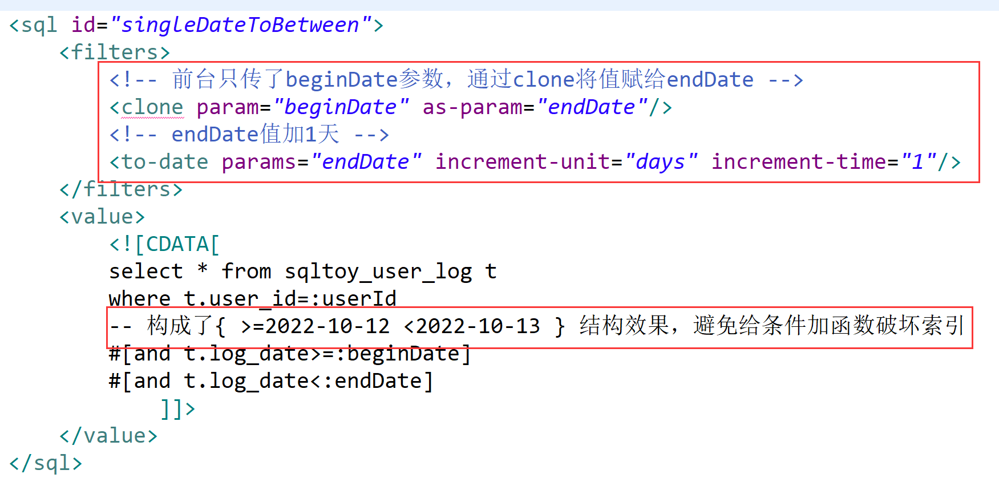 <sql id="singleDateToBetween">
<filters>
<!-- 前台只传了beginDate参数，通过clone将值赋给endDate -->
<clone param="beginDate" as-param="endDate"/>
<!-- endDate值加1天 -->
<to-date params="endDate" increment-unit="days" increment-time="1"/>
</filters>
<value>
<![CDATA[
select * from sqltoy_user_log t
where t.user_id=:userId
-- 构成了{ >=2022-10-12 <2022-10-13 } 结构效果，避免给条件加函数破坏索引
#[and t.log_date>=:beginDate]
#[and t.log_date<:endDate]
]]>
</value>
</sql>